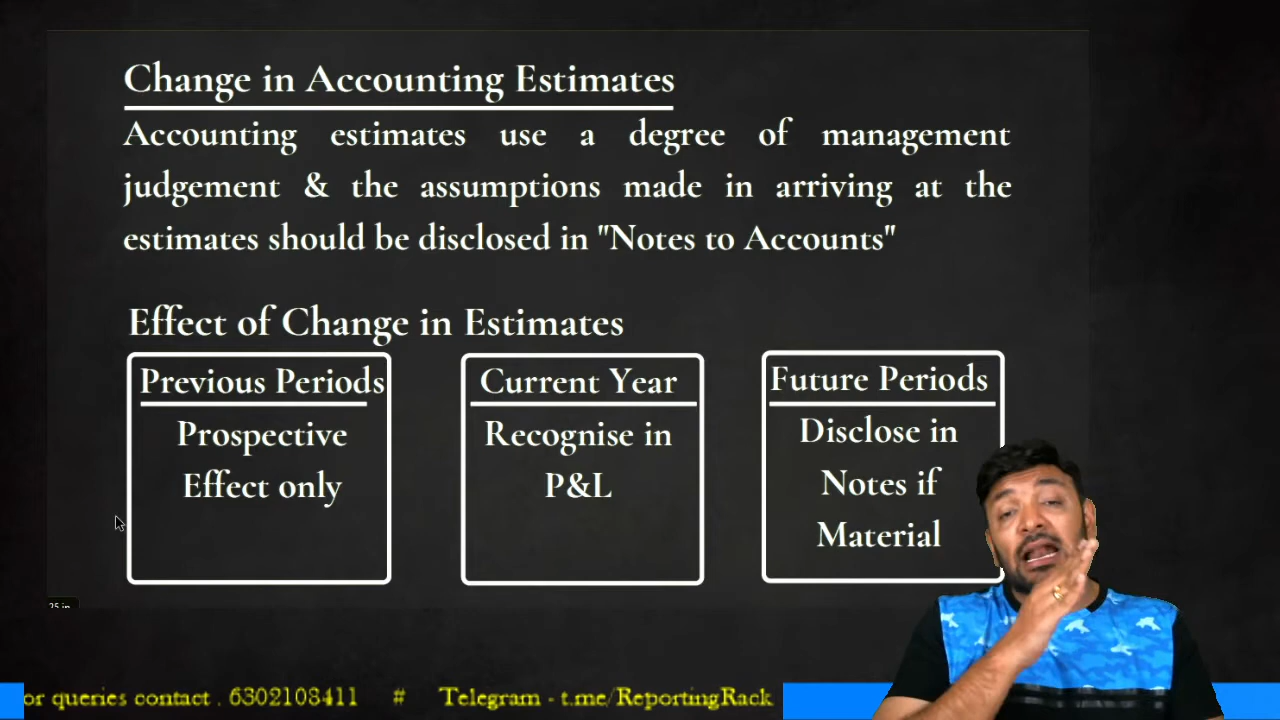 Change in Accounting Estimates
Accounting estimates use a degree of management
judgement & the assumptions made in arriving at the
estimates should be disclosed in "Notes to Accounts"
Effect of Change in Estimates
Previous Periods
Prospective
Effect only
Current Year
Recognise in
P&L
Future Periods
Disclose in
Notes if
Material
or queries contact . 6302108411 # Telegram - t.me/ReportingRack